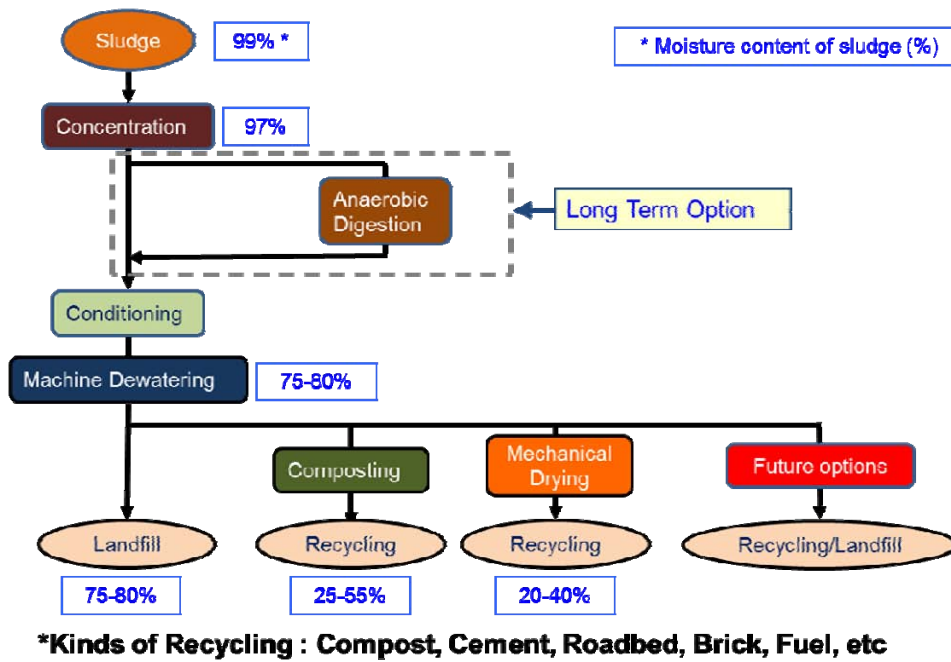 Sludge
99% *
* Moisture content of sludge (%)
Concentration
97%
Anaerobic
Digestion
Long Term Option
Conditioning
Machine Dewatering
75-80%
Composting
Mechanical
Drying
Future options
Landfill
Recycling
Recycling
Recycling/Landfill
75-80%
25-55%
20-40%
*Kinds of Recycling : Compost, Cement, Roadbed, Brick, Fuel, etc